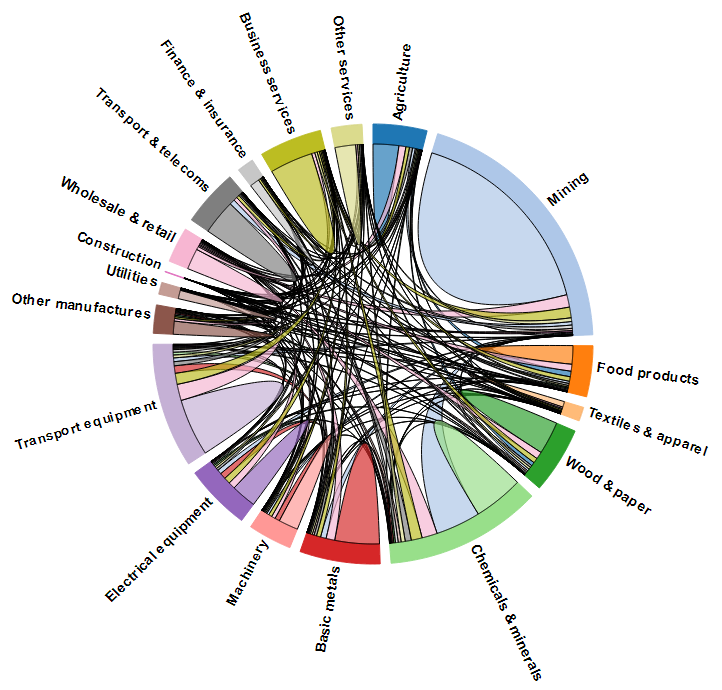 Agriculture
Mining
Food products
Textiles & apparel
Wood & paper
Chemicals & minerals
Basic metals
Machinery
Electrical equipment
Transport equipment
Other manufactures
Utilities
Construction
Wholesale & retail
Transport & telecoms
Finance & insurance
Business services
Other services